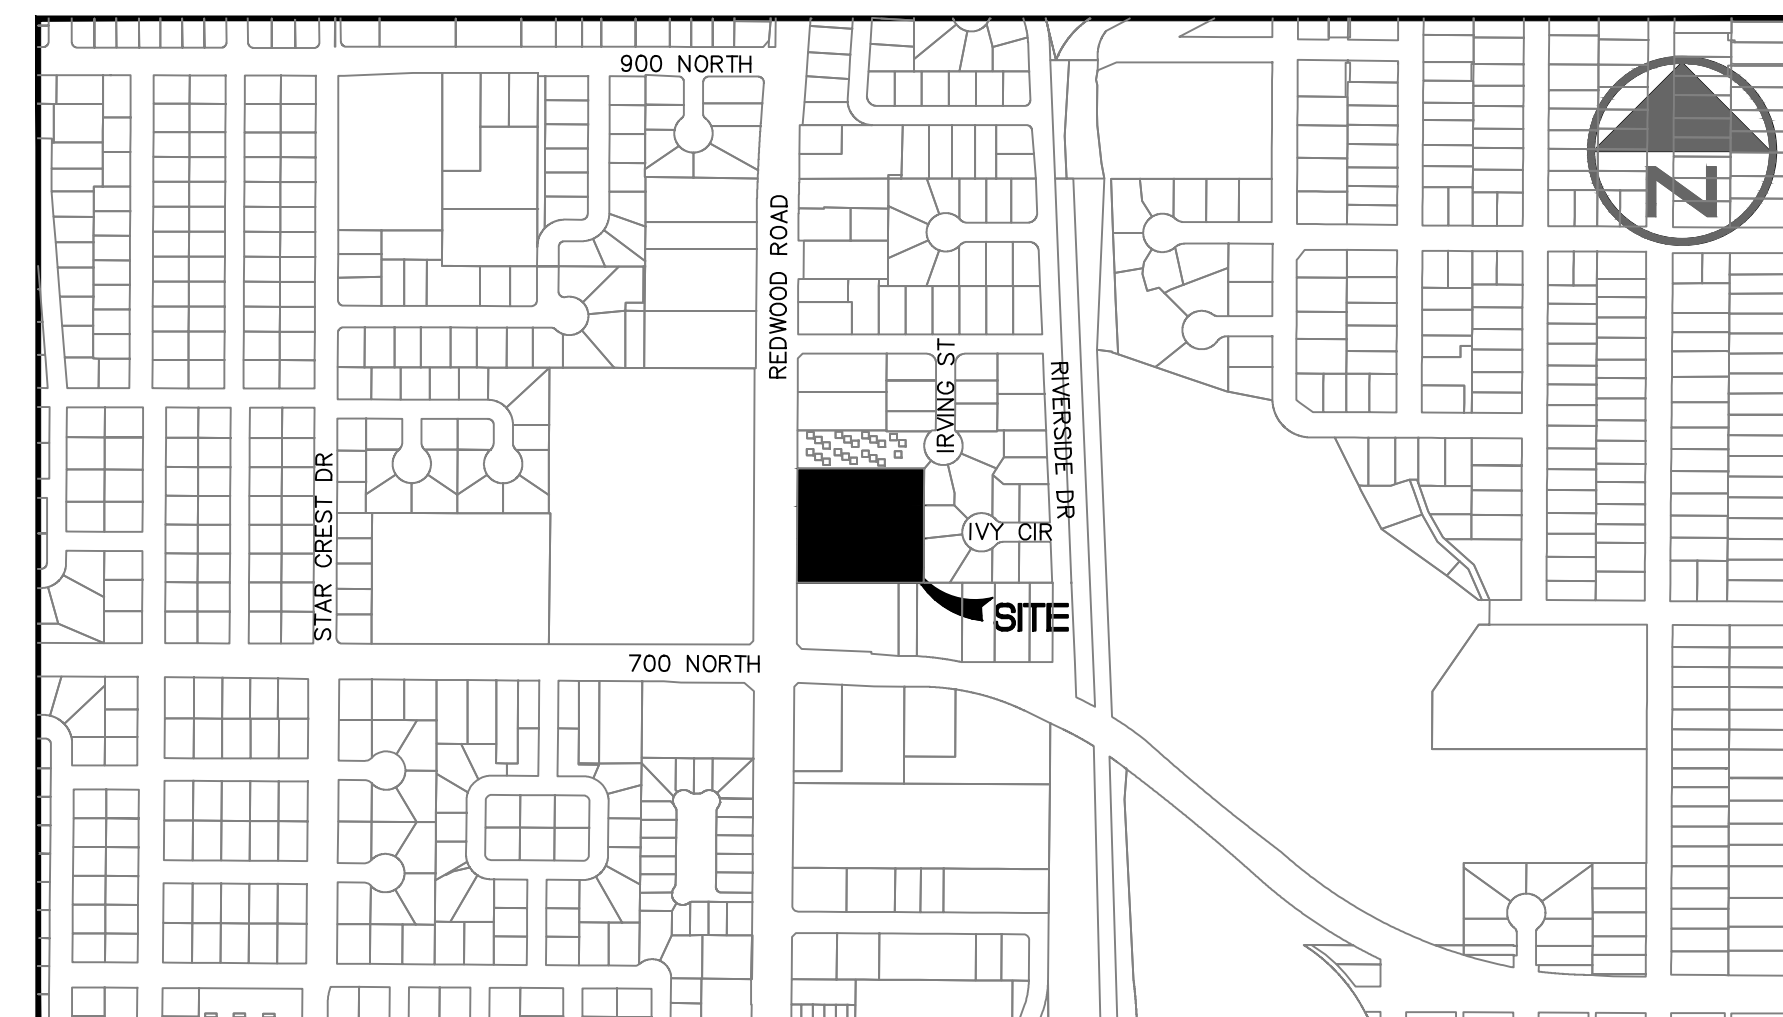 900 NORTH
REDWOOD ROAD
IRVING ST
RIVERSIDE DR
STAR CREST DR
IVY CIR
SITE
700 NORTH
N